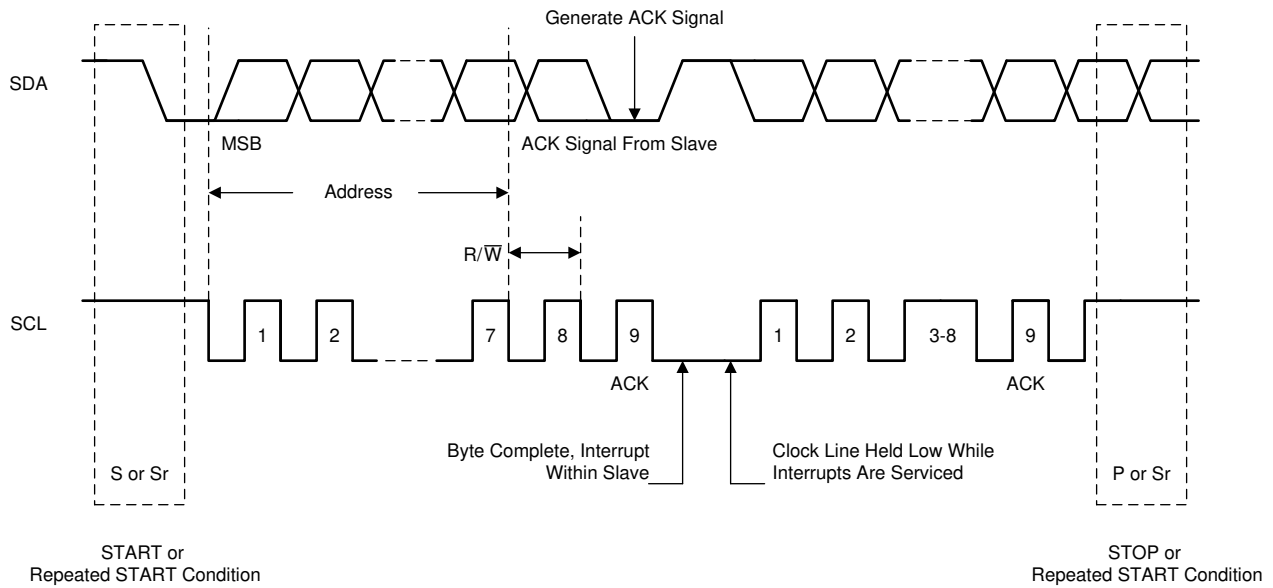 Generate ACK Signal
SDA
MSB
ACK Signal From Slave
Address
R/W̅
SCL
1
2
7
8
9
1
2
3-8
9
ACK
ACK
Byte Complete, Interrupt
Within Slave
Clock Line Held Low While
Interrupts Are Serviced
S or Sr
P or Sr
START or
Repeated START Condition
STOP or
Repeated START Condition